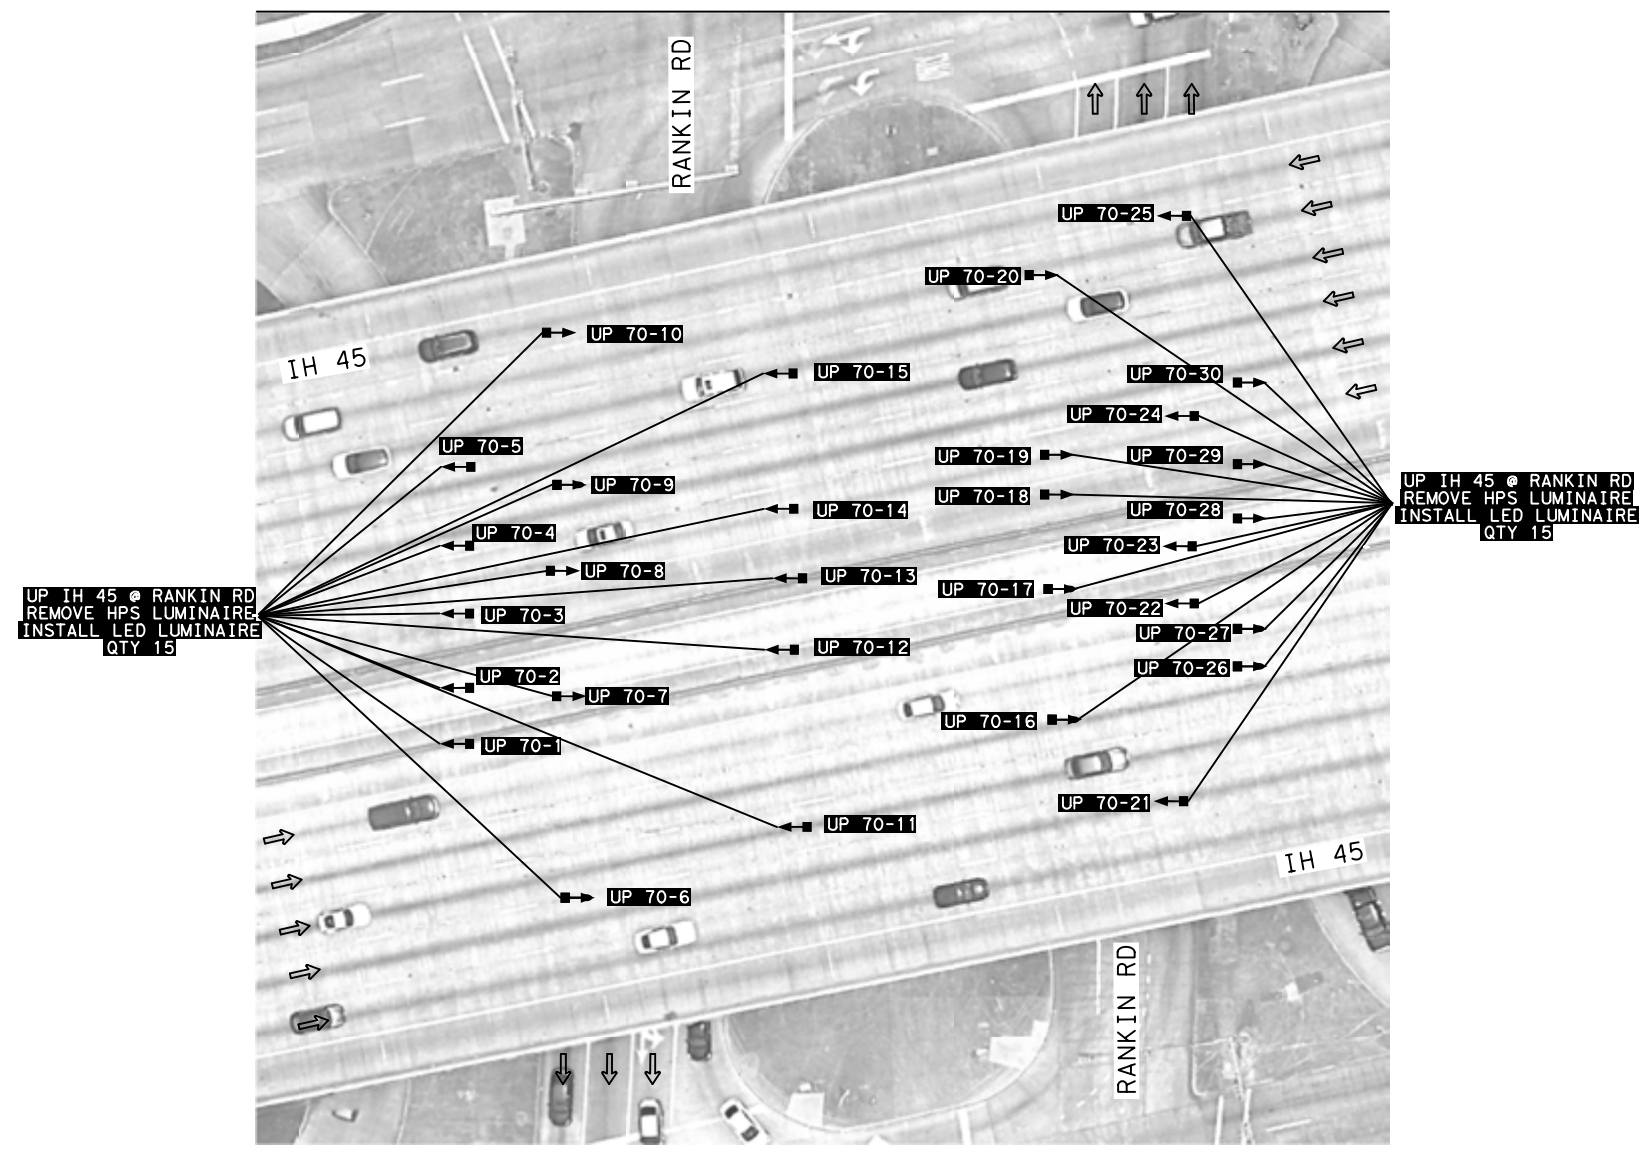 RANKIN RD
UP 70-25
UP 70-20
UP 70-10
IH 45
UP 70-15
UP 70-30
UP 70-24
UP 70-5
UP 70-19
UP 70-29
UP 70-9
UP 70-18
UP 70-14
UP 70-28
UP IH 45 @ RANKIN RD
REMOVE HPS LUMINAIRE
INSTALL LED LUMINAIRE
QTY 15
UP 70-4
UP 70-23
UP 70-8
UP 70-13
UP 70-17
UP IH 45 @ RANKIN RD
REMOVE HPS LUMINAIRE
INSTALL LED LUMINAIRE
QTY 15
UP 70-3
UP 70-22
UP 70-27
UP 70-12
UP 70-26
UP 70-2
UP 70-7
UP 70-16
UP 70-1
UP 70-21
UP 70-11
IH 45
UP 70-6
RANKIN RD